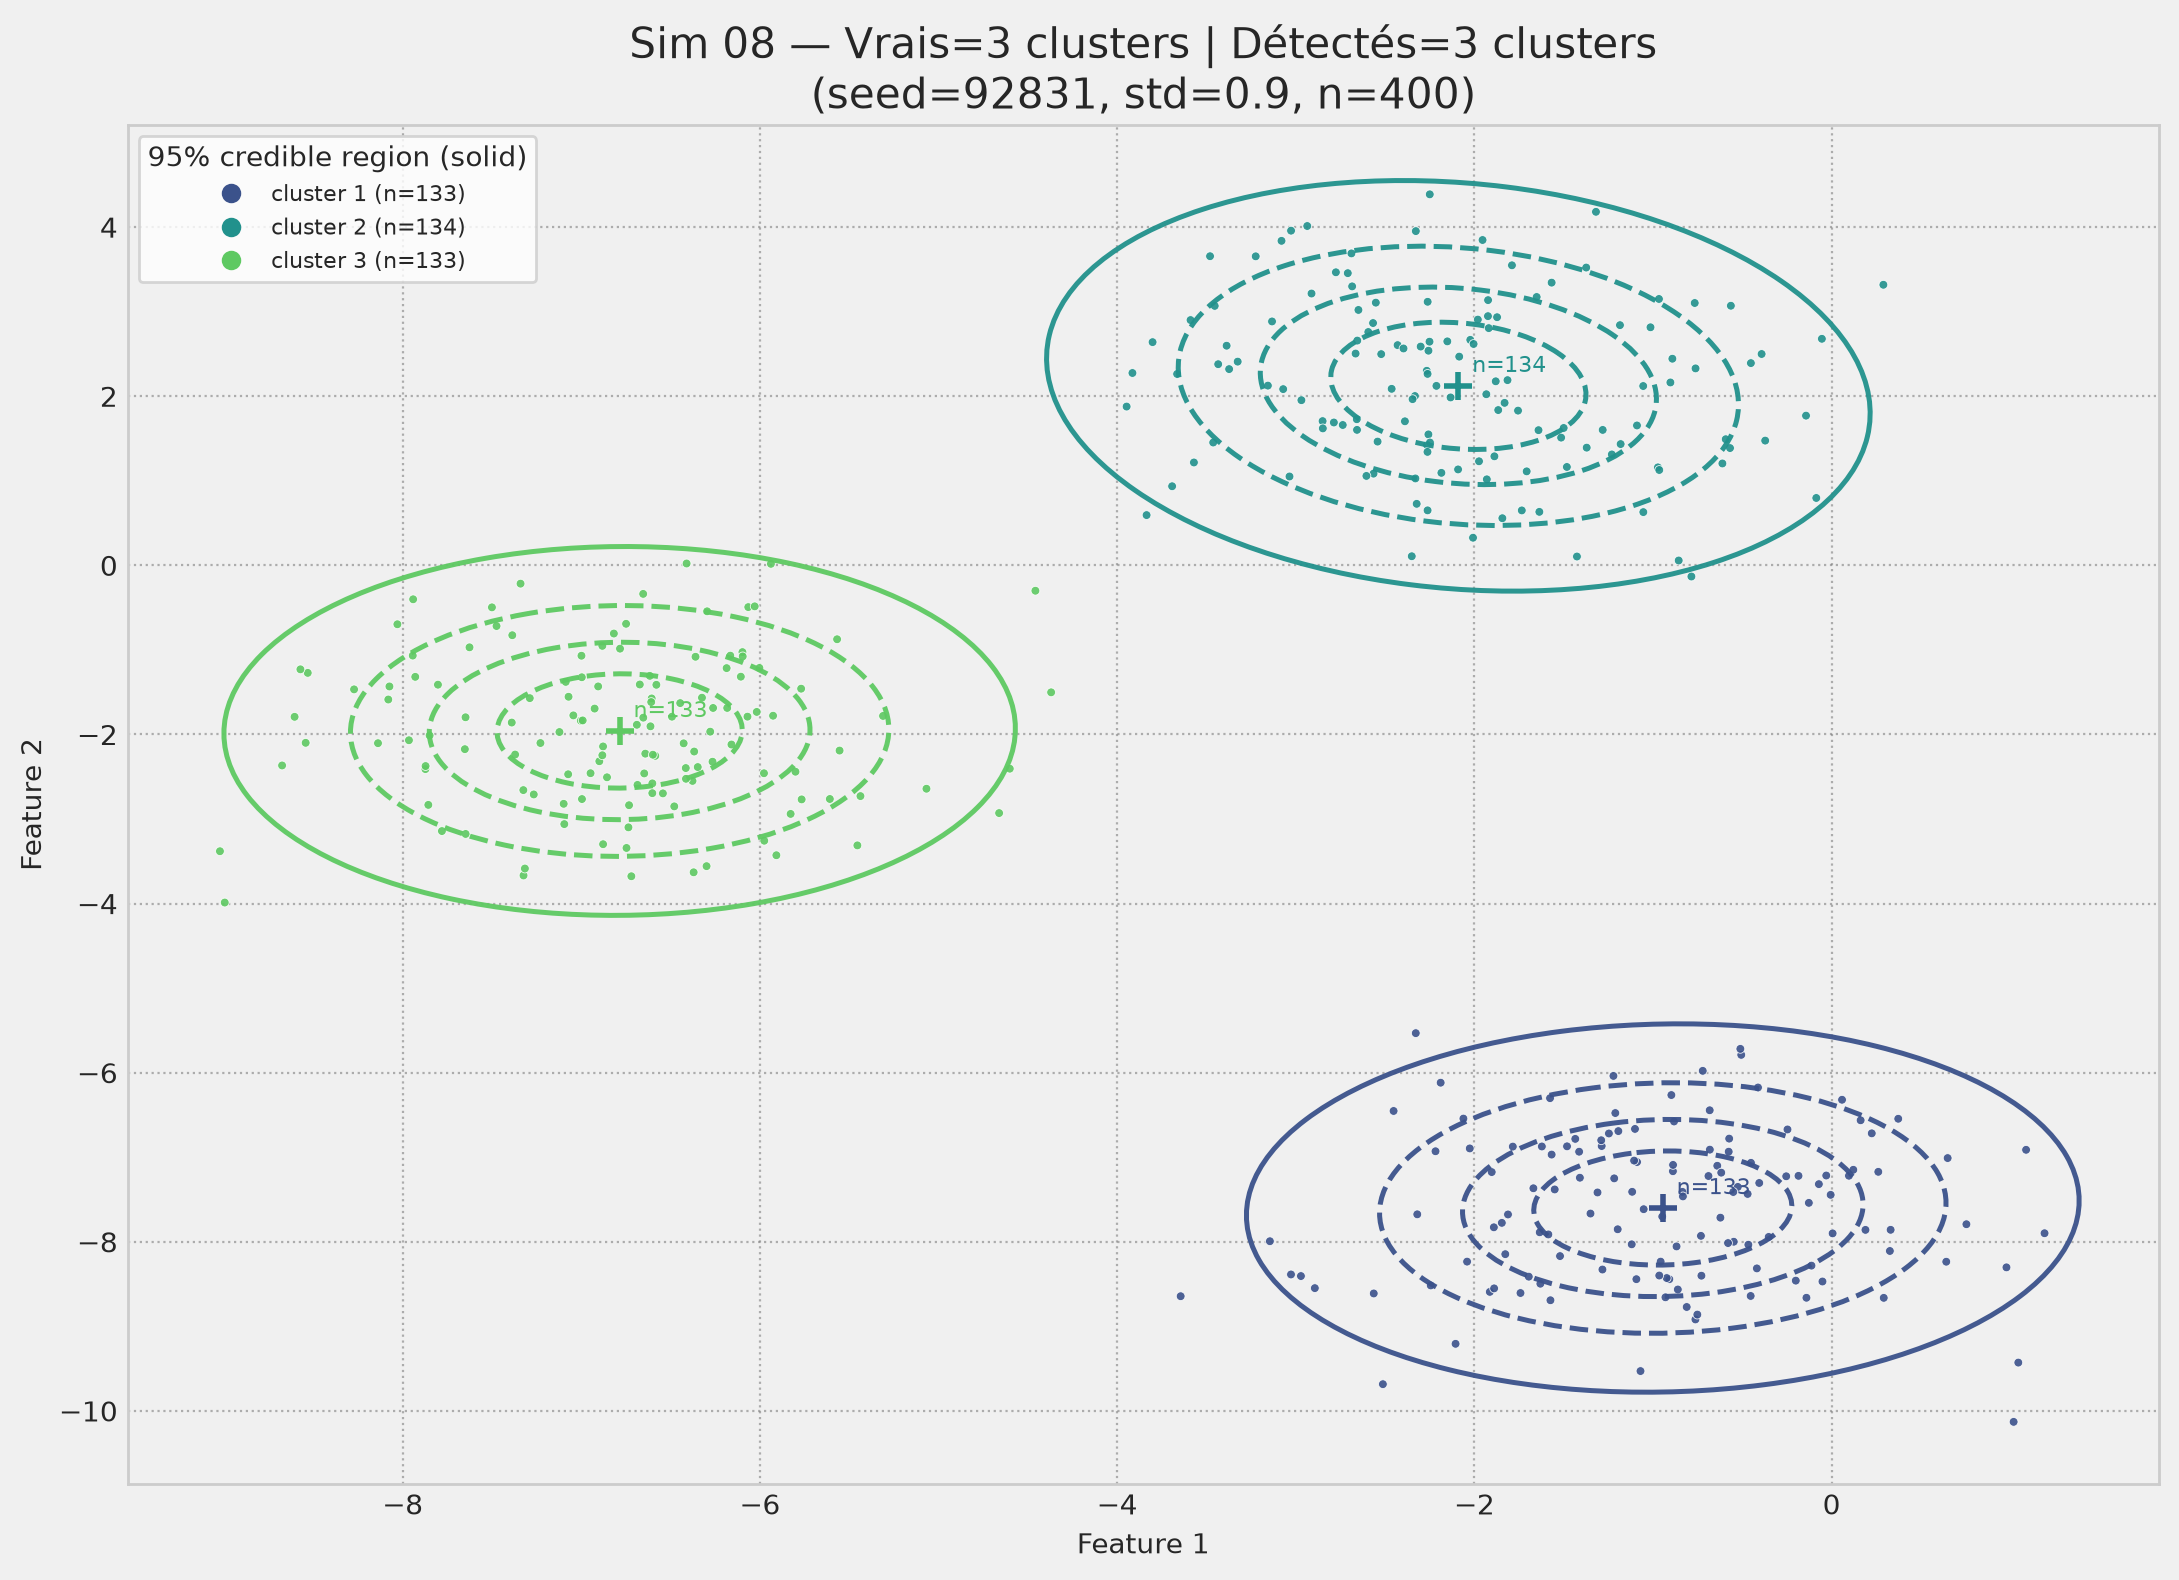 Sim 08 — Vrais=3 clusters | Détectés=3 clusters
(seed=92831, std=0.9, n=400)
95% credible region (solid)
cluster 1 (n=133)
cluster 2 (n=134)
cluster 3 (n=133)
n=134
n=133
n=133
4
2
0
−2
−4
−6
−8
−10
Feature 2
−8
−6
−4
−2
0
Feature 1